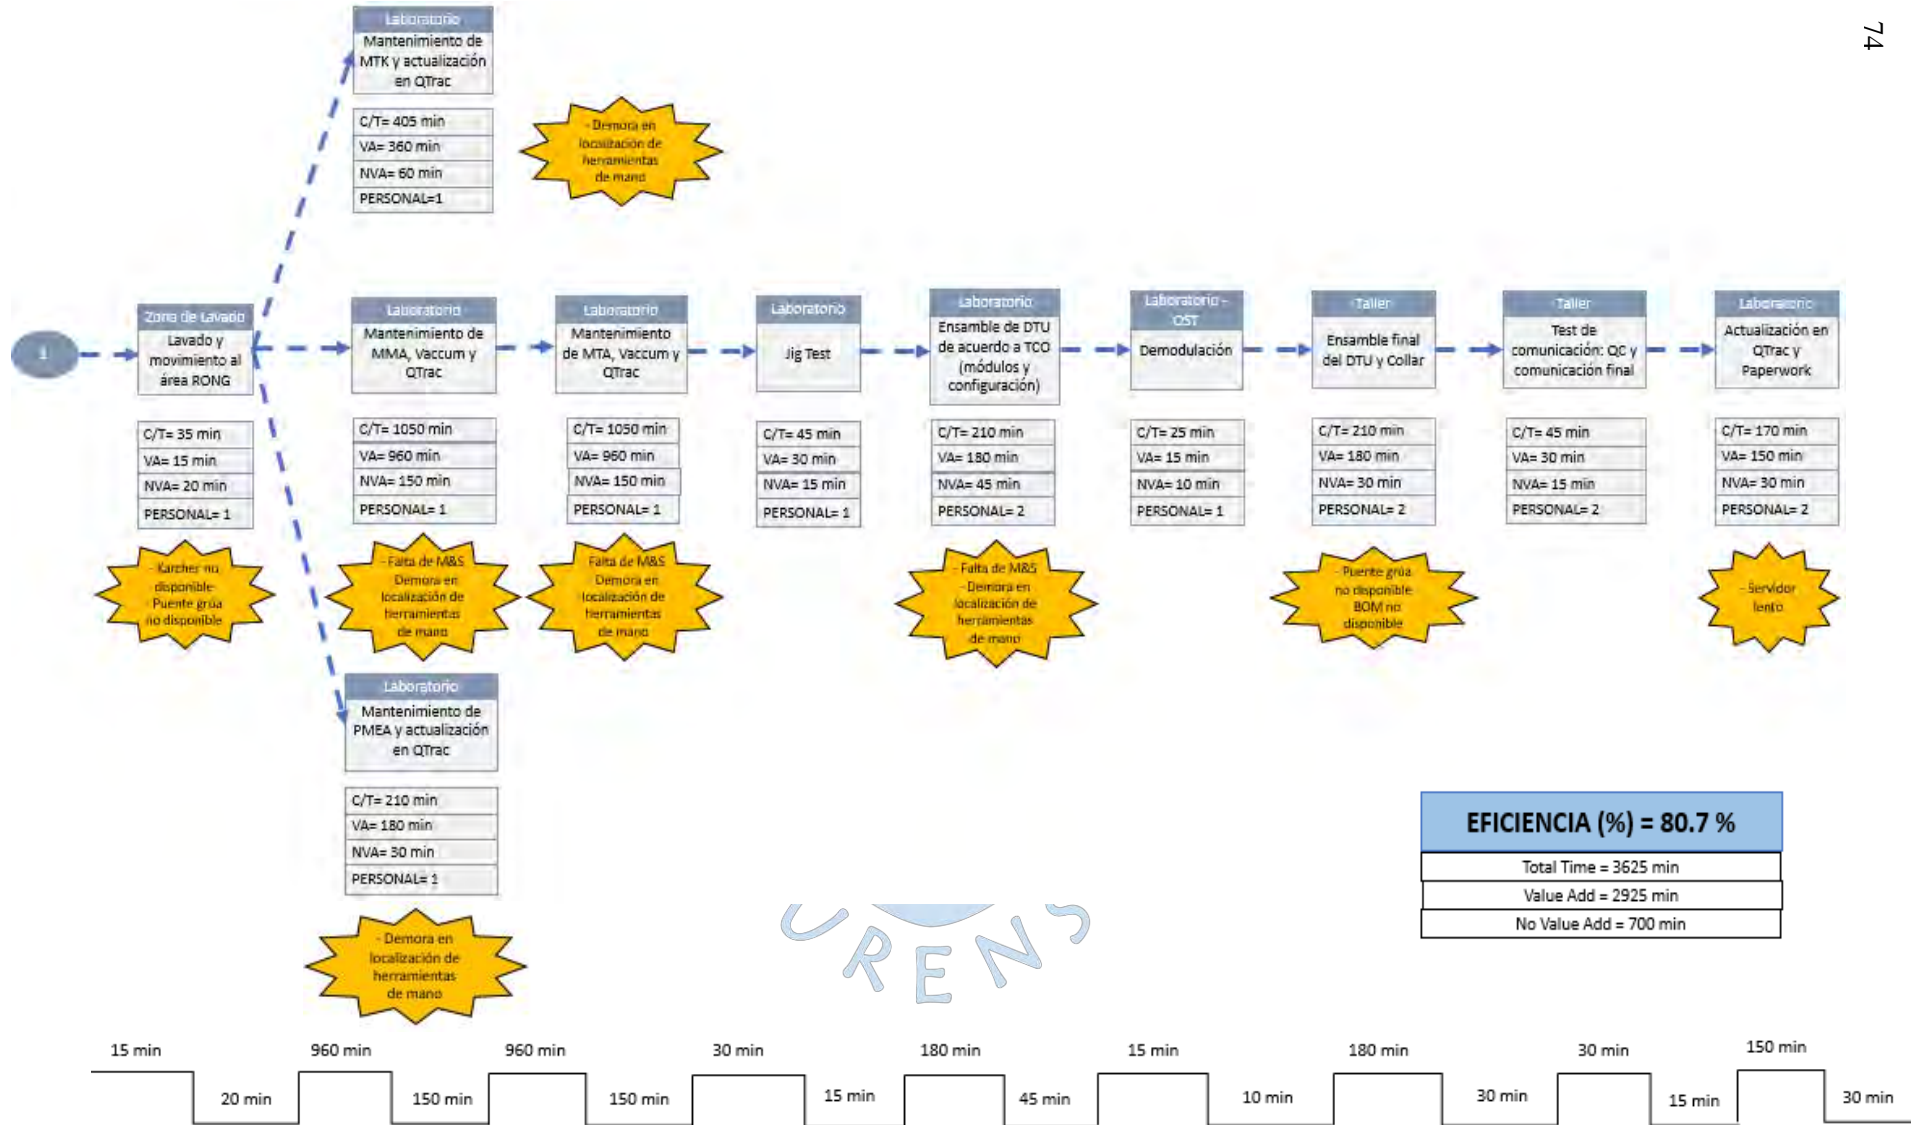 74
Laboratorio
Mantenimiento de
MTK y actualización
en QTrac
C/T= 405 min
VA= 360 min
NVA= 60 min
PERSONAL=1
- Demora en
localización de
herramientas
de mano
1
Zona de Lavado
Lavado y
movimiento al
área RONG
C/T= 35 min
VA= 15 min
NVA= 20 min
PERSONAL= 1
- Karcher no
disponible
- Puente grúa
no disponible
Laboratorio
Mantenimiento de
MMA, Vaccum y
QTrac
C/T= 1050 min
VA= 960 min
NVA= 150 min
PERSONAL= 1
- Falta de M&S
Demora en
localización de
herramientas
de mano
Laboratorio
Mantenimiento
de MTA, Vaccum y
QTrac
C/T= 1050 min
VA= 960 min
NVA= 150 min
PERSONAL= 1
Falta de M&S
Demora en
localización de
herramientas
de mano
Laboratorio
Jig Test
C/T= 45 min
VA= 30 min
NVA= 15 min
PERSONAL= 1
Laboratorio
Ensamble de DTU
de acuerdo a TCO
(módulos y
configuración)
C/T= 210 min
VA= 180 min
NVA= 45 min
PERSONAL= 2
- Falta de M&S
- Demora en
localización de
herramientas
de mano
Laboratorio -
OST
Demodulación
C/T= 25 min
VA= 15 min
NVA= 10 min
PERSONAL= 1
Taller
Ensamble final
del DTU y Collar
C/T= 210 min
VA= 180 min
NVA= 30 min
PERSONAL= 2
- Puente grúa
no disponible
BOM no
disponible
Taller
Test de
comunicación: QC y
comunicación final
C/T= 45 min
VA= 30 min
NVA= 15 min
PERSONAL= 2
Laboratorio
Actualización en
QTrac y
Paperwork
C/T= 170 min
VA= 150 min
NVA= 30 min
PERSONAL= 2
- Servidor
lento
Laboratorio
Mantenimiento de
PMEA y actualización
en QTrac
C/T= 210 min
VA= 180 min
NVA= 30 min
PERSONAL= 1
- Demora en
localización de
herramientas
de mano
EFICIENCIA (%) = 80.7 %
Total Time = 3625 min
Value Add = 2925 min
No Value Add = 700 min
URENS
15 min 960 min 960 min 30 min 180 min 15 min 180 min 30 min 150 min
20 min 150 min 150 min 15 min 45 min 10 min 30 min 15 min 30 min